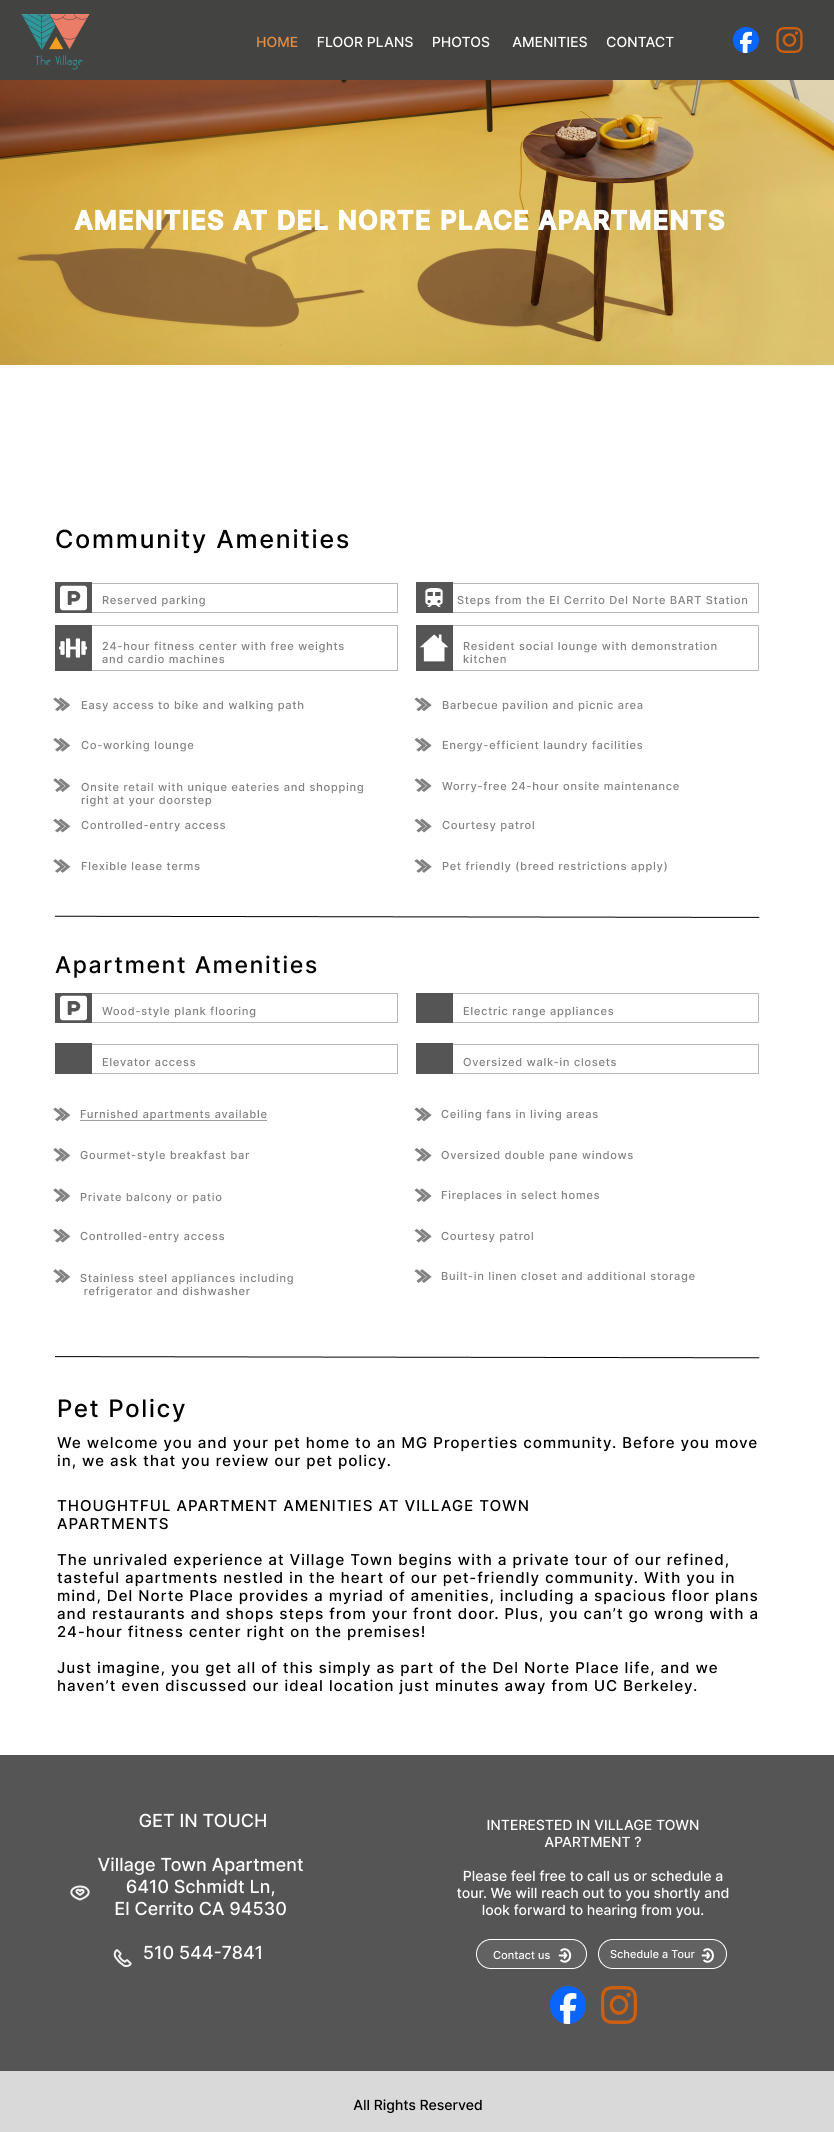 The Village
HOME FLOOR PLANS PHOTOS AMENITIES CONTACT
AMENITIES AT DEL NORTE PLACE APARTMENTS
Community Amenities
P Reserved parking
Steps from the El Cerrito Del Norte BART Station
24-hour fitness center with free weights
and cardio machines
Resident social lounge with demonstration
kitchen
Easy access to bike and walking path
Barbecue pavilion and picnic area
Co-working lounge
Energy-efficient laundry facilities
Onsite retail with unique eateries and shopping
right at your doorstep
Worry-free 24-hour onsite maintenance
Controlled-entry access
Courtesy patrol
Flexible lease terms
Pet friendly (breed restrictions apply)
Apartment Amenities
P Wood-style plank flooring
Electric range appliances
Elevator access
Oversized walk-in closets
Furnished apartments available
Ceiling fans in living areas
Gourmet-style breakfast bar
Oversized double pane windows
Private balcony or patio
Fireplaces in select homes
Controlled-entry access
Courtesy patrol
Stainless steel appliances including
refrigerator and dishwasher
Built-in linen closet and additional storage
Pet Policy
We welcome you and your pet home to an MG Properties community. Before you move
in, we ask that you review our pet policy.
THOUGHTFUL APARTMENT AMENITIES AT VILLAGE TOWN
APARTMENTS
The unrivaled experience at Village Town begins with a private tour of our refined,
tasteful apartments nestled in the heart of our pet-friendly community. With you in
mind, Del Norte Place provides a myriad of amenities, including a spacious floor plans
and restaurants and shops steps from your front door. Plus, you can’t go wrong with a
24-hour fitness center right on the premises!
Just imagine, you get all of this simply as part of the Del Norte Place life, and we
haven’t even discussed our ideal location just minutes away from UC Berkeley.
GET IN TOUCH
Village Town Apartment
6410 Schmidt Ln,
El Cerrito CA 94530
510 544-7841
INTERESTED IN VILLAGE TOWN
APARTMENT ?
Please feel free to call us or schedule a
tour. We will reach out to you shortly and
look forward to hearing from you.
Contact us
Schedule a Tour
All Rights Reserved